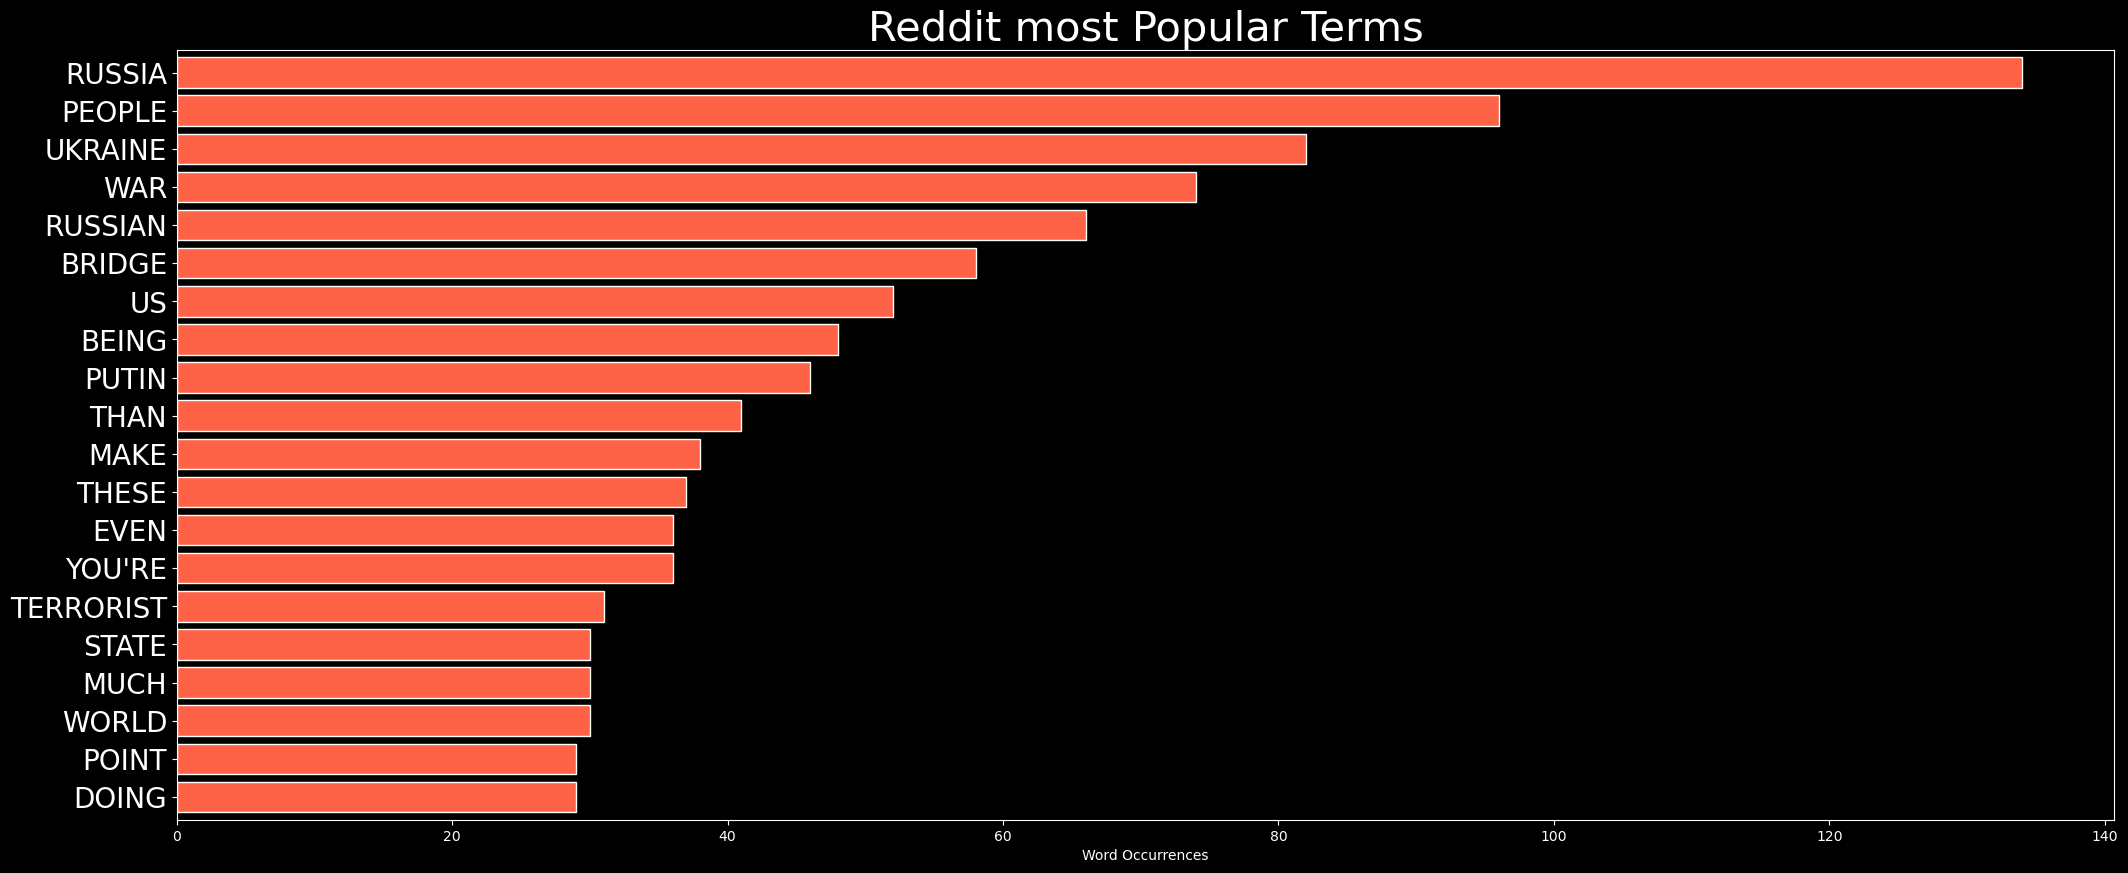 Reddit most Popular Terms
RUSSIA
PEOPLE
UKRAINE
WAR
RUSSIAN
BRIDGE
US
BEING
PUTIN
THAN
MAKE
THESE
EVEN
YOU'RE
TERRORIST
STATE
MUCH
WORLD
POINT
DOING
0 20 40 60 80 100 120 140
Word Occurrences